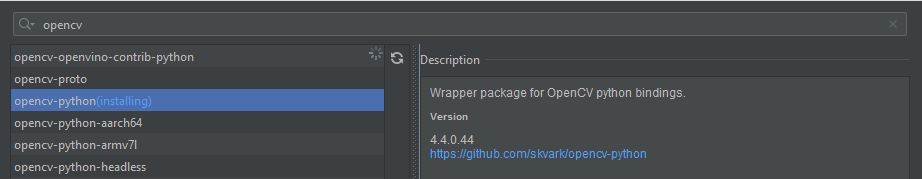 opencv
opencv-openvino-contrib-python
opencv-proto
opencv-python(installing)
opencv-python-aarch64
opencv-python-armv7l
opencv-python-headless
Description
Wrapper package for OpenCV python bindings.
Version
4.4.0.44
https://github.com/skvark/opencv-python